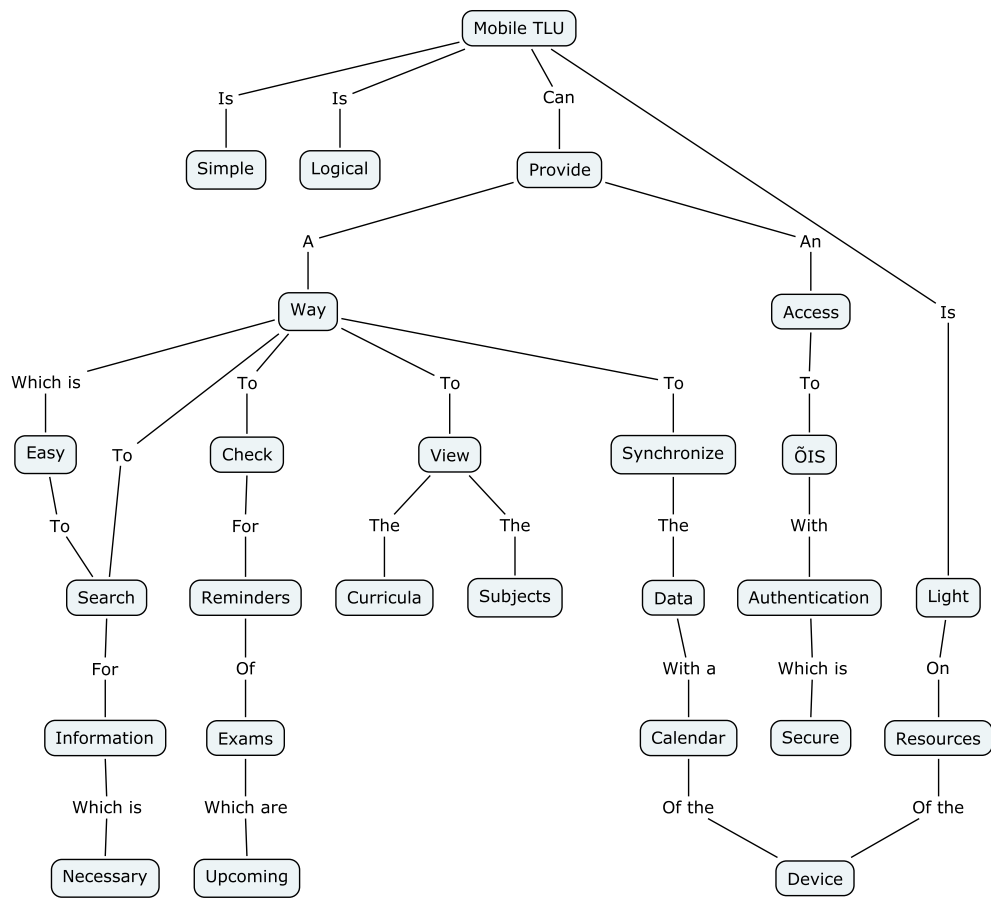 Mobile TLU
Is
Is
Can
Simple
Logical
Provide
A
An
Way
Access
Is
Which is
To
To
To
To
Easy
To
Check
View
Synchronize
ÕIS
To
For
The
The
The
With
Search
Reminders
Curricula
Subjects
Data
Authentication
Light
For
Of
With a
Which is
On
Information
Exams
Calendar
Secure
Resources
Which is
Which are
Of the
Of the
Necessary
Upcoming
Device